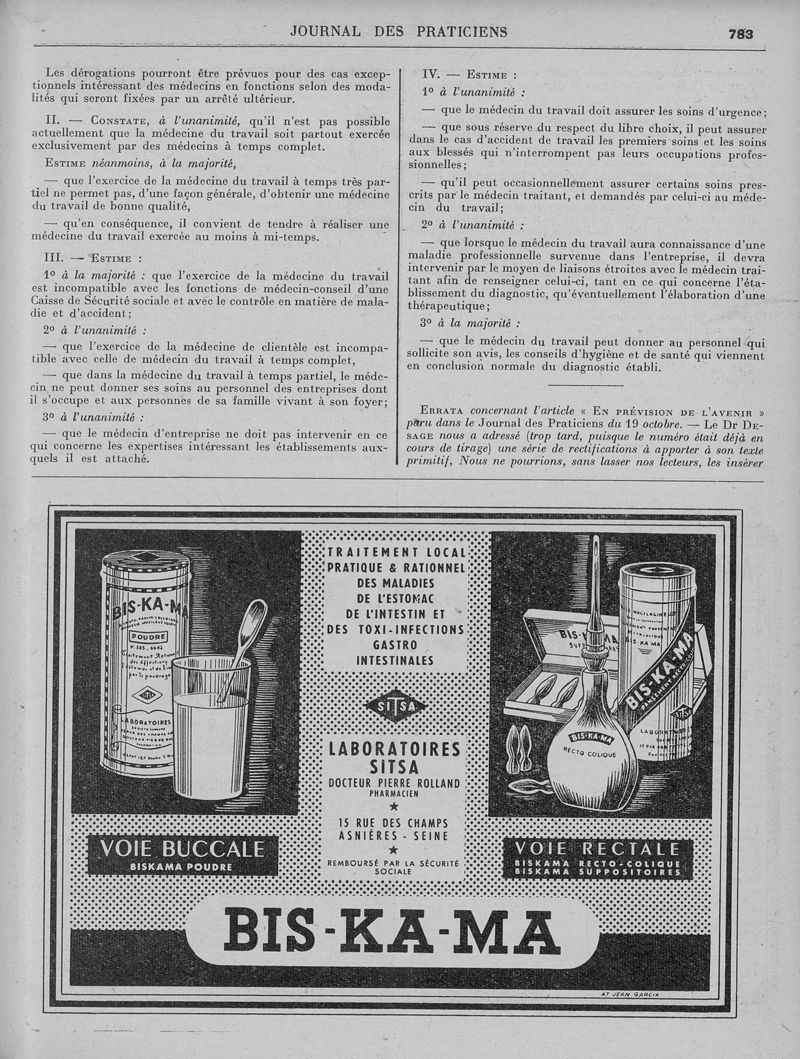 JOURNAL DES PRATICIENS
783
Les dérogations pourront être prévues pour des cas excep-
tionnels intéressant des médecins en fonctions selon des moda-
lités qui seront fixées par un arrêté ultérieur.
II. — CONSTATE, à l'unanimité, qu'il n'est pas possible
actuellement que la médecine du travail soit partout exercée
exclusivement par des médecins à temps complet.
ESTIME néanmoins, à la majorité,
— que l'exercice de la médecine du travail à temps très par-
tiel ne permet pas, d'une façon générale, d'obtenir une médecine
du travail de bonne qualité,
— qu'en conséquence, il convient de tendre à réaliser une
médecine du travail exercée au moins à mi-temps.
III. — ESTIME :
1º à la majorité : que l'exercice de la médecine du travail
est incompatible avec les fonctions de médecin-conseil d'une
Caisse de Sécurité sociale et avec le contrôle en matière de mala-
die et d'accident;
2º à l'unanimité :
— que l'exercice de la médecine de clientèle est incompa-
tible avec celle de médecin du travail à temps complet,
— que dans la médecine du travail à temps partiel, le méde-
cin ne peut donner ses soins au personnel des entreprises dont
il s'occupe et aux personnes de sa famille vivant à son foyer;
3º à l'unanimité :
— que le médecin d'entreprise ne doit pas intervenir en ce
qui concerne les expertises intéressant les établissements aux-
quels il est attaché.
IV. — ESTIME :
1º à l'unanimité :
— que le médecin du travail doit assurer les soins d'urgence;
— que sous réserve du respect du libre choix, il peut assurer
dans le cas d'accident de travail les premiers soins et les soins
aux blessés qui n'interrompent pas leurs occupations profes-
sionnelles;
— qu'il peut occasionnellement assurer certains soins pres-
crits par le médecin traitant, et demandés par celui-ci au méde-
cin du travail;
2º à l'unanimité :
— que lorsque le médecin du travail aura connaissance d'une
maladie professionnelle survenue dans l'entreprise, il devra
intervenir par le moyen de liaisons étroites avec le médecin trai-
tant afin de renseigner celui-ci, tant en ce qui concerne l'éta-
blissement du diagnostic, qu'éventuellement l'élaboration d'une
thérapeutique;
3º à la majorité :
— que le médecin du travail peut donner au personnel qui
sollicite son avis, les conseils d'hygiène et de santé qui viennent
en conclusion normale du diagnostic établi.
ERRATA concernant l'article « EN PRÉVISION DE L'AVENIR »
paru dans le Journal des Praticiens du 19 octobre. — Le Dr DE-
SAGE nous a adressé (trop tard, puisque le numéro était déjà en
cours de tirage) une série de rectifications à apporter à son texte
primitif, Nous ne pourrions, sans lasser nos lecteurs, les insérer
BIS-KA-MA
POUDRE
SITSA
LABORATOIRES
TRAITEMENT LOCAL
PRATIQUE & RATIONNEL
DES MALADIES
DE L'ESTOMAC
DE L'INTESTIN ET
DES TOXI-INFECTIONS
GASTRO
INTESTINALES
SITSA
LABORATOIRES
SITSA
DOCTEUR PIERRE ROLLAND
PHARMACIEN
15 RUE DES CHAMPS
ASNIÈRES - SEINE
REMBOURSÉ PAR LA SÉCURITÉ
SOCIALE
BIS-KA-MA
BIS-KA-MA
BIS-KA-MA
RECTO COLIQUE
SITSA
VOIE BUCCALE
BISKAMA POUDRE
VOIE RECTALE
BISKAMA RECTO-COLIQUE
BISKAMA SUPPOSITOIRES
BIS-KA-MA
AT JEAN GARCIA